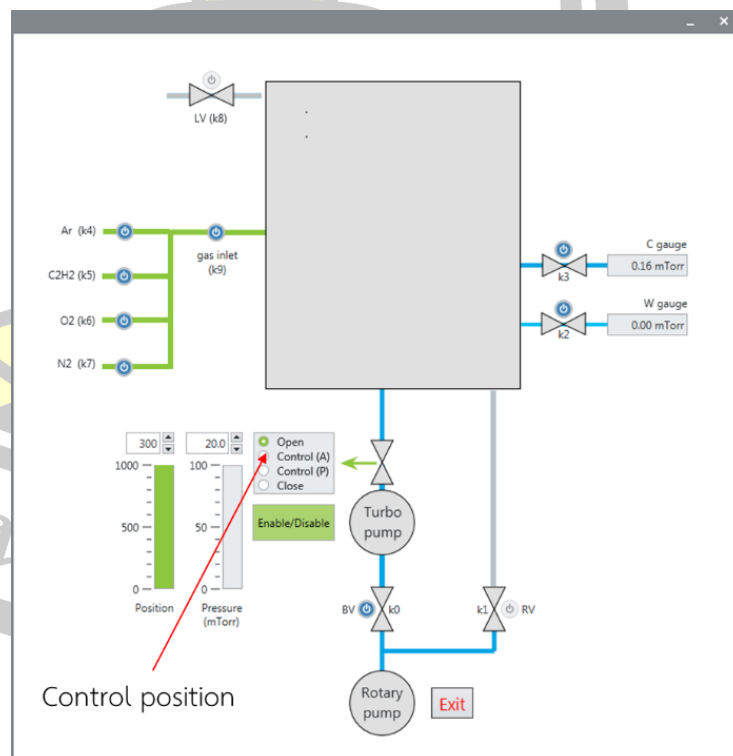 LV (k8)
Ar (k4)
gas inlet
(k9)
C2H2 (k5)
O2 (k6)
N2 (k7)
C gauge
0.16 mTorr
k3
W gauge
0.00 mTorr
k2
300
20.0
1000
500
0
Position
100
50
0
Pressure
(mTorr)
Open
Control (A)
Control (P)
Close
Enable/Disable
Turbo
pump
BV k0
k1 RV
Control position
Rotary
pump
Exit